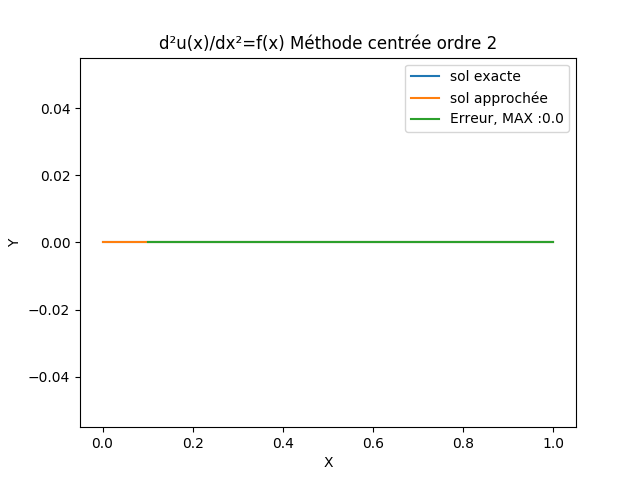 d²u(x)/dx²=f(x) Méthode centrée ordre 2
sol exacte
sol approchée
Erreur, MAX :0.0
0.04
0.02
0.00
−0.02
−0.04
Y
0.0 0.2 0.4 0.6 0.8 1.0
X